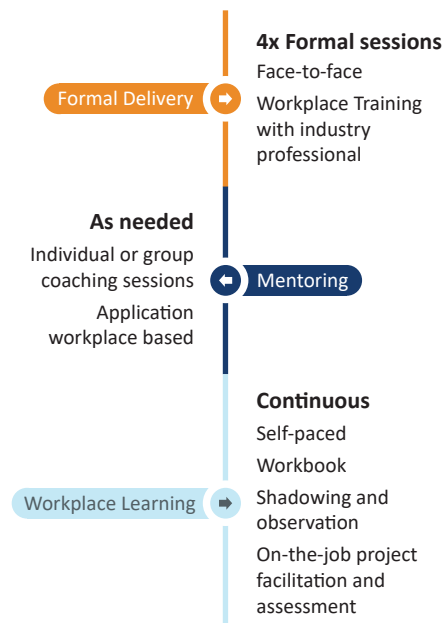 4x Formal sessions
Face-to-face
Formal Delivery
Workplace Training
with industry
professional
As needed
Individual or group
coaching sessions
Mentoring
Application
workplace based
Continuous
Self-paced
Workbook
Workplace Learning
Shadowing and
observation
On-the-job project
facilitation and
assessment